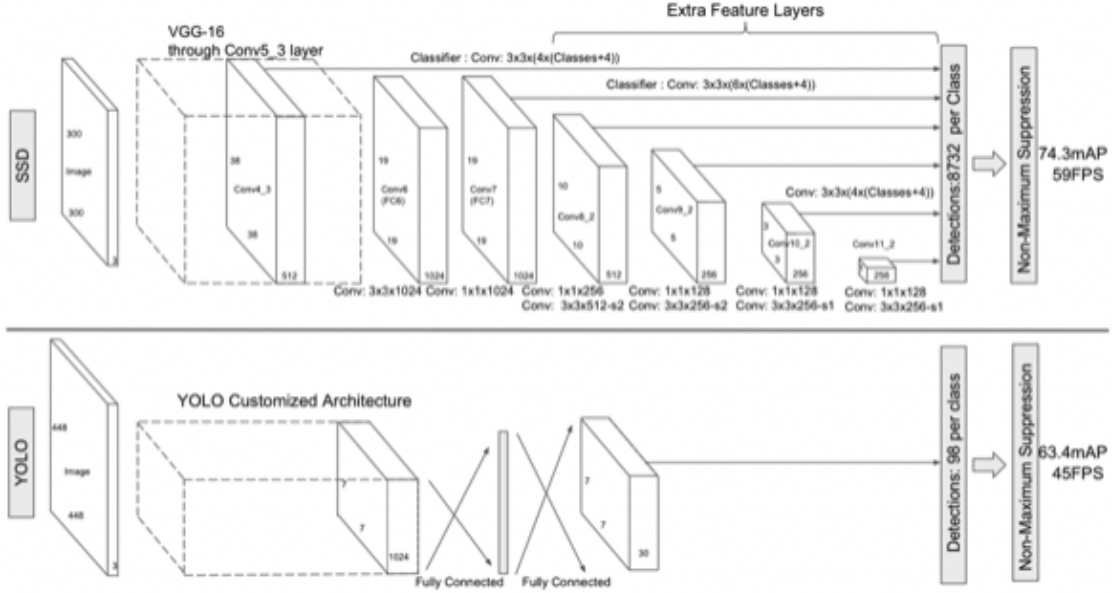 Extra Feature Layers
VGG-16
through Conv5_3 layer
Classifier : Conv: 3x3x(4x(Classes+4))
Classifier : Conv: 3x3x(6x(Classes+4))
SSD
300
Image
300
3
38
Conv4_3
38
512
19
Conv6
(FC6)
19
1024
19
Conv7
(FC7)
19
1024
10
Conv8_2
10
512
5
Conv9_2
5
256
Conv: 3x3x(4x(Classes+4))
3
Conv10_2
3
256
Conv11_2
256
Conv: 3x3x1024
Conv: 1x1x1024
Conv: 1x1x256
Conv: 3x3x512-s2
Conv: 1x1x128
Conv: 3x3x256-s2
Conv: 1x1x128
Conv: 3x3x256-s1
Conv: 1x1x128
Conv: 3x3x256-s1
Detections:8732 per Class
Non-Maximum Suppression
74.3mAP
59FPS
YOLO
448
Image
448
3
YOLO Customized Architecture
7
7
1024
Fully Connected
Fully Connected
7
7
30
Detections: 98 per class
Non-Maximum Suppression
63.4mAP
45FPS